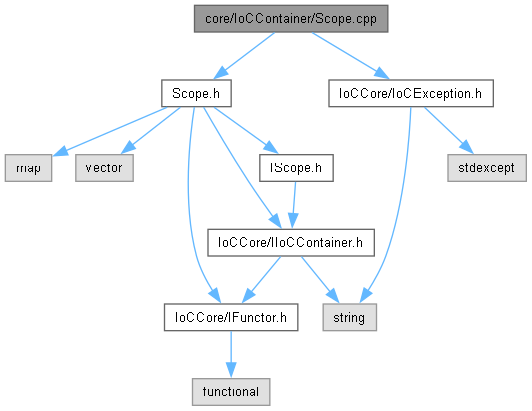 core/IoCContainer/Scope.cpp
Scope.h
IoCCore/IoCException.h
map
vector
IScope.h
stdexcept
IoCCore/IIoCContainer.h
IoCCore/IFunctor.h
string
functional